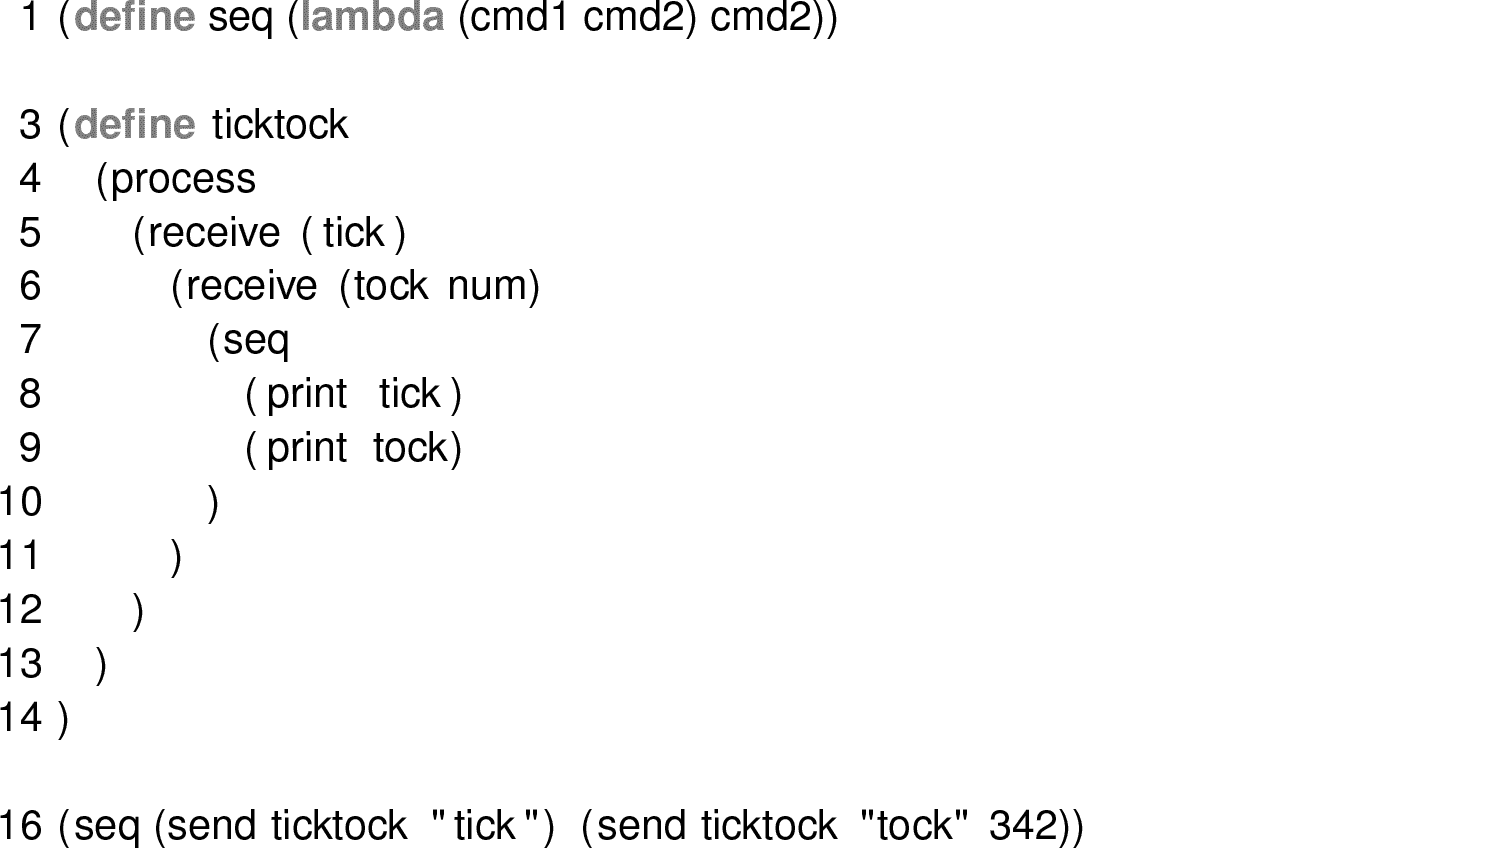 1 (define seq (lambda (cmd1 cmd2) cmd2))
3 (define ticktock
4 (process
5 (receive (tick)
6 (receive (tock num)
7 (seq
8 (print tick)
9 (print tock)
10 )
11 )
12 )
13 )
14 )
16 (seq (send ticktock "tick") (send ticktock "tock" 342))